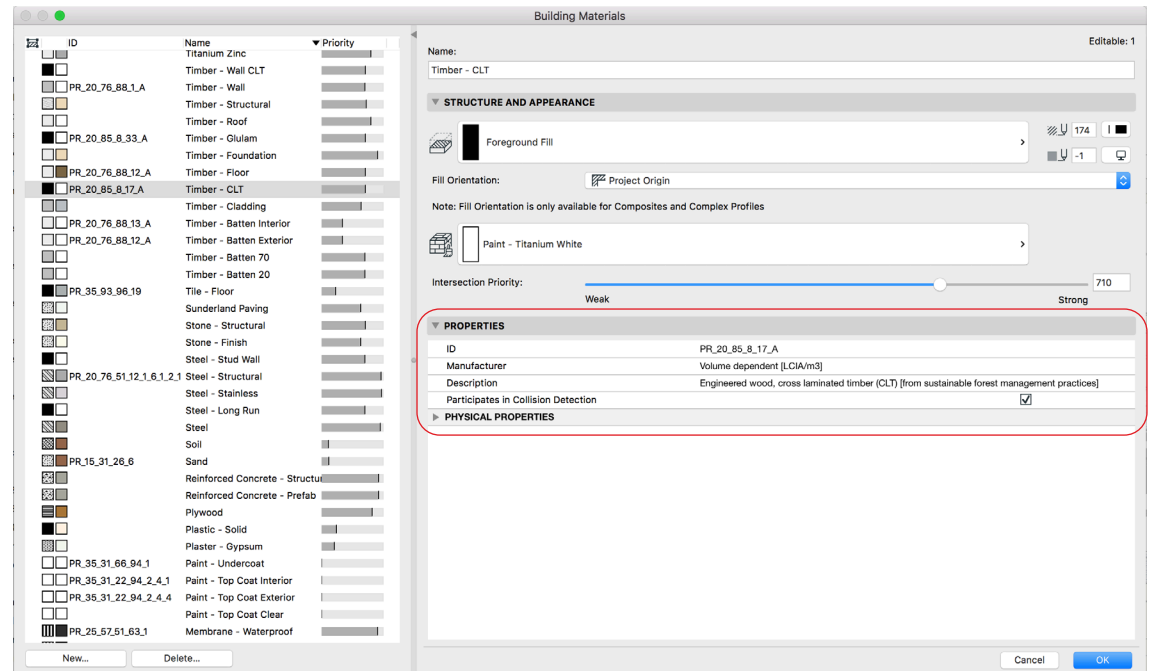 Building Materials
ID Name Priority
Titanium Zinc
Timber - Wall CLT
PR_20_76_88_1_A Timber - Wall
Timber - Structural
Timber - Roof
PR_20_85_8_33_A Timber - Glulam
Timber - Foundation
PR_20_76_88_12_A Timber - Floor
PR_20_85_8_17_A Timber - CLT
Timber - Cladding
PR_20_76_88_13_A Timber - Batten Interior
PR_20_76_88_12_A Timber - Batten Exterior
Timber - Batten 70
Timber - Batten 20
PR_35_93_96_19 Tile - Floor
Sunderland Paving
Stone - Structural
Stone - Finish
Steel - Stud Wall
PR_20_76_51_12_1_6_1_2_1 Steel - Structural
Steel - Stainless
Steel - Long Run
Steel
Soil
PR_15_31_26_6 Sand
Reinforced Concrete - Structu
Reinforced Concrete - Prefab
Plywood
Plastic - Solid
Plaster - Gypsum
PR_35_31_66_94_1 Paint - Undercoat
PR_35_31_22_94_2_4_1 Paint - Top Coat Interior
PR_35_31_22_94_2_4_4 Paint - Top Coat Exterior
Paint - Top Coat Clear
PR_25_57_51_63_1 Membrane - Waterproof
New... Delete...
Editable: 1
Name:
Timber - CLT
STRUCTURE AND APPEARANCE
Foreground Fill
174
-1
Fill Orientation: Project Origin
Note: Fill Orientation is only available for Composites and Complex Profiles
Paint - Titanium White
Intersection Priority: 710
Weak Strong
PROPERTIES
ID PR_20_85_8_17_A
Manufacturer Volume dependent [LCIA/m3]
Description Engineered wood, cross laminated timber (CLT) [from sustainable forest management practices]
Participates in Collision Detection
PHYSICAL PROPERTIES
Cancel OK